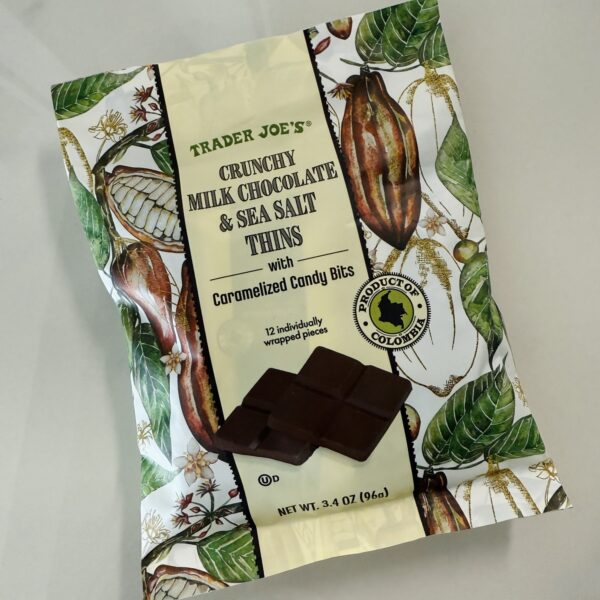 TRADER JOE'S®
CRUNCHY
MILK CHOCOLATE
& SEA SALT
THINS
with
Caramelized Candy Bits
12 individually
wrapped pieces
PRODUCT OF
COLOMBIA
U D
NET WT. 3.4 OZ (96g)